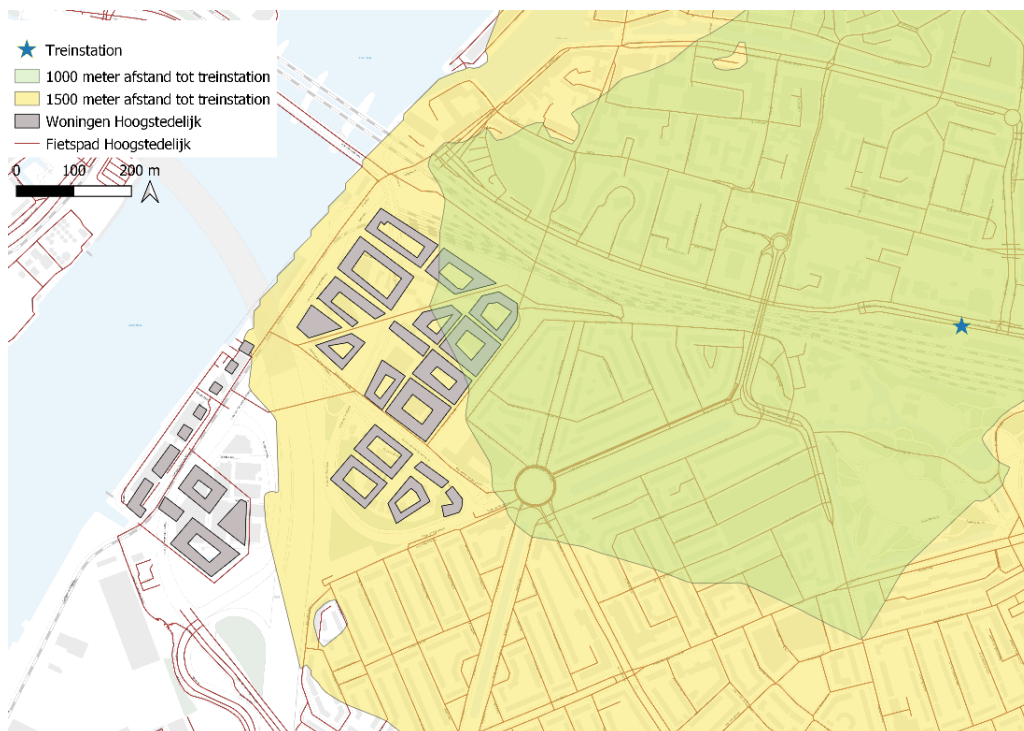 Treinstation
1000 meter afstand tot treinstation
1500 meter afstand tot treinstation
Woningen Hoogstedelijk
Fietspad Hoogstedelijk
0 100 200 m